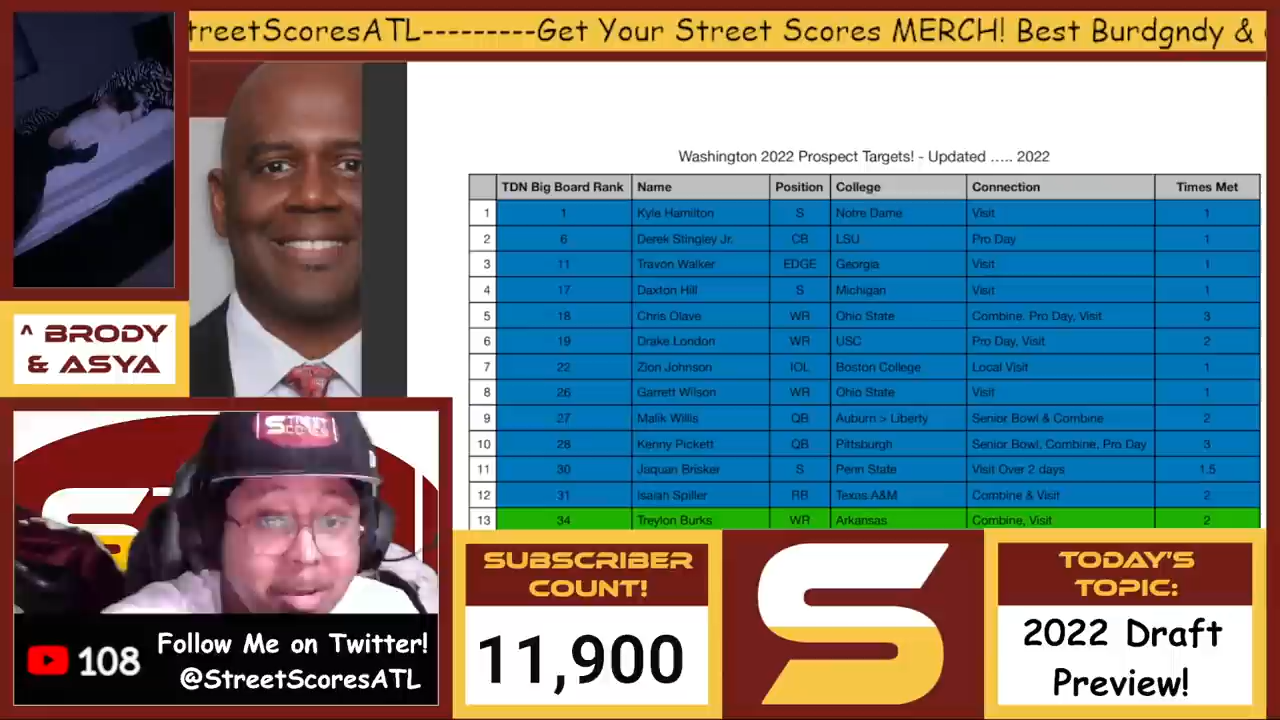 treetScoresATL---------Get Your Street Scores MERCH! Best Burdgndy &
^ BRODY
& ASYA
Washington 2022 Prospect Targets! - Updated ..... 2022
TDN Big Board Rank Name Position College Connection Times Met
1 1 Kyle Hamilton S Notre Dame Visit 1
2 6 Derek Stingley Jr. CB LSU Pro Day 1
3 11 Travon Walker EDGE Georgia Visit 1
4 17 Daxton Hill S Michigan Visit 1
5 18 Chris Olave WR Ohio State Combine, Pro Day, Visit 3
6 19 Drake London WR USC Pro Day, Visit 2
7 22 Zion Johnson IOL Boston College Local Visit 1
8 26 Garrett Wilson WR Ohio State Visit 1
9 27 Malik Willis QB Auburn > Liberty Senior Bowl & Combine 2
10 28 Kenny Pickett QB Pittsburgh Senior Bowl, Combine, Pro Day 3
11 30 Jaquan Brisker S Penn State Visit Over 2 days 1.5
12 31 Isaiah Spiller RB Texas A&M Combine & Visit 2
13 34 Treylon Burks WR Arkansas Combine, Visit 2
108
Follow Me on Twitter!
@StreetScoresATL
SUBSCRIBER
COUNT!
11,900
S
TODAY'S
TOPIC:
2022 Draft
Preview!